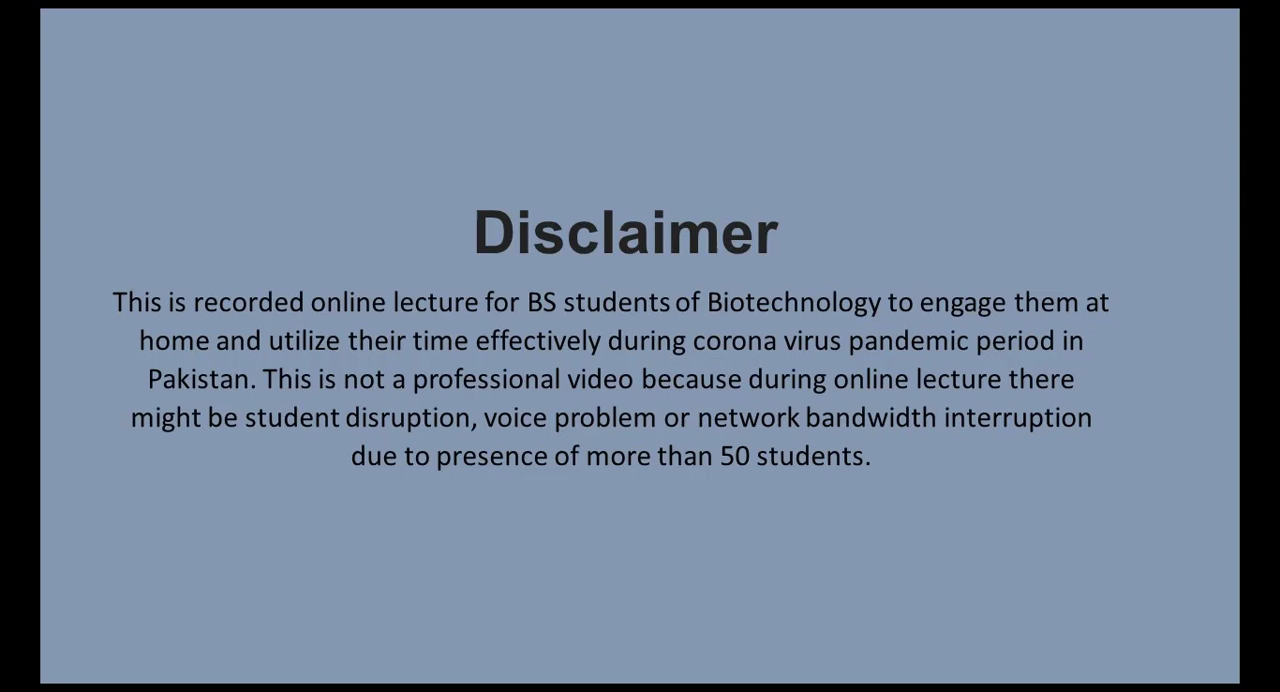 Disclaimer
This is recorded online lecture for BS students of Biotechnology to engage them at
home and utilize their time effectively during corona virus pandemic period in
Pakistan. This is not a professional video because during online lecture there
might be student disruption, voice problem or network bandwidth interruption
due to presence of more than 50 students.